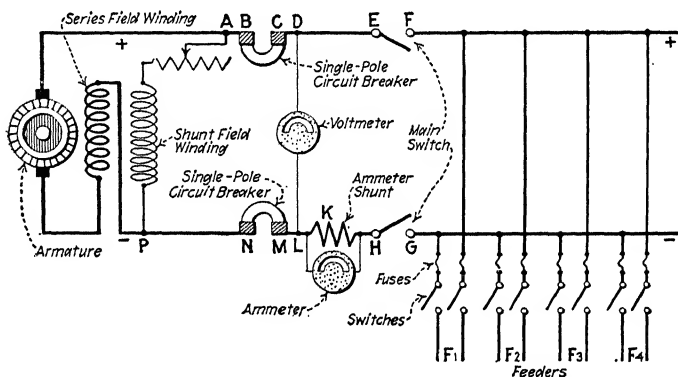 Series Field Winding
A B C D E F
+ +
Single-Pole
Circuit Breaker
Shunt Field
Winding
Voltmeter
Main
Switch
Single-Pole
Circuit Breaker
Ammeter
Shunt
K
- P N M L H G -
Armature
Ammeter
Fuses
Switches
F1 F2 F3 F4
Feeders